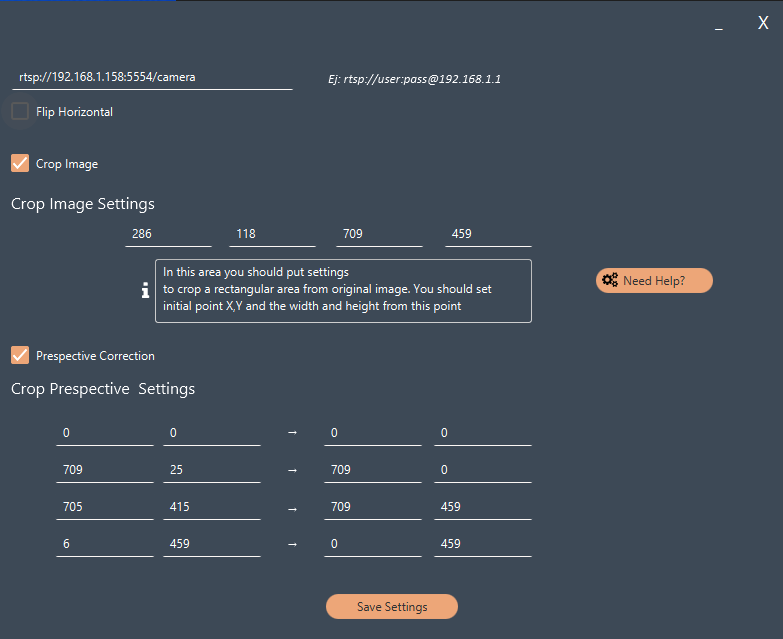 _ X
rtsp://192.168.1.158:5554/camera Ej: rtsp://user:pass@192.168.1.1
Flip Horizontal
Crop Image
Crop Image Settings
286 118 709 459
In this area you should put settings
to crop a rectangular area from original image. You should set
initial point X,Y and the width and height from this point
Need Help?
Prespective Correction
Crop Prespective Settings
0 0 → 0 0
709 25 → 709 0
705 415 → 709 459
6 459 → 0 459
Save Settings